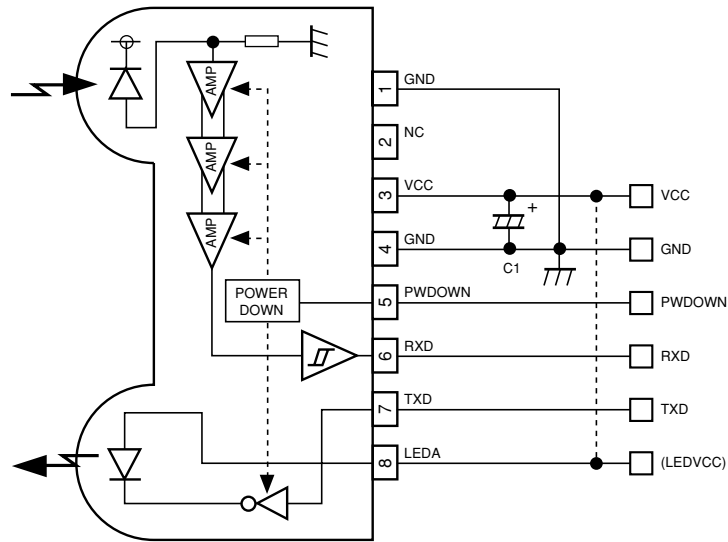 AMP
AMP
AMP
POWER
DOWN
1 GND
2 NC
3 VCC
4 GND
5 PWDOWN
6 RXD
7 TXD
8 LEDA
+
C1
VCC
GND
PWDOWN
RXD
TXD
(LEDVCC)